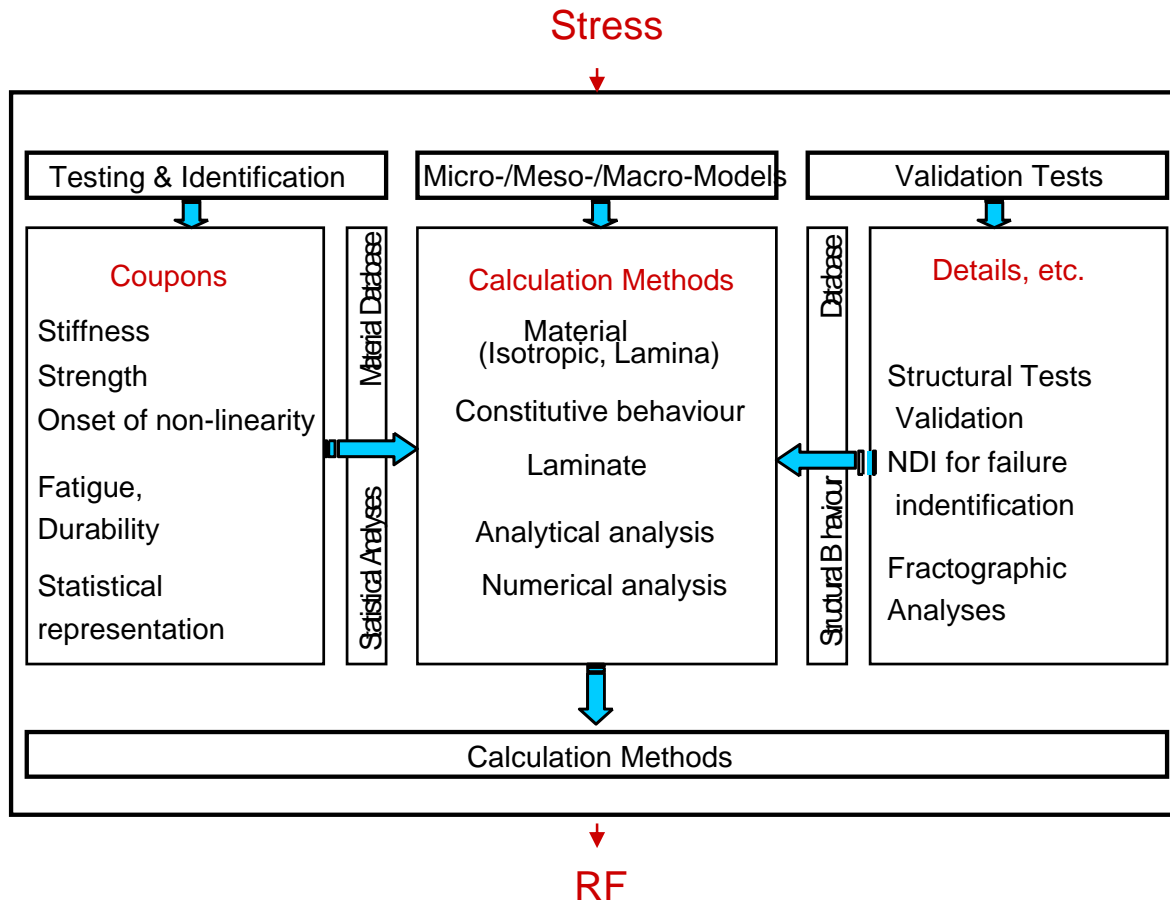 Stress
Testing & Identification
Micro-/Meso-/Macro-Models
Validation Tests
Coupons
Stiffness
Strength
Onset of non-linearity
Fatigue,
Durability
Statistical
representation
Material Database
Statistical Analyses
Calculation Methods
Material
(Isotropic, Lamina)
Constitutive behaviour
Laminate
Analytical analysis
Numerical analysis
Database
Structural B haviour
Details, etc.
Structural Tests
Validation
NDI for failure
indentification
Fractographic
Analyses
Calculation Methods
RF